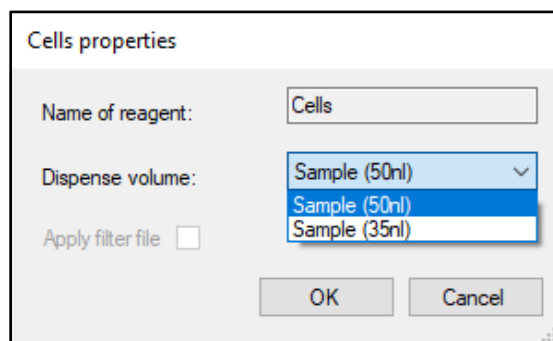 Cells properties
Name of reagent: Cells
Dispense volume: Sample (50nl)
Sample (50nl)
Sample (35nl)
Apply filter file
OK Cancel